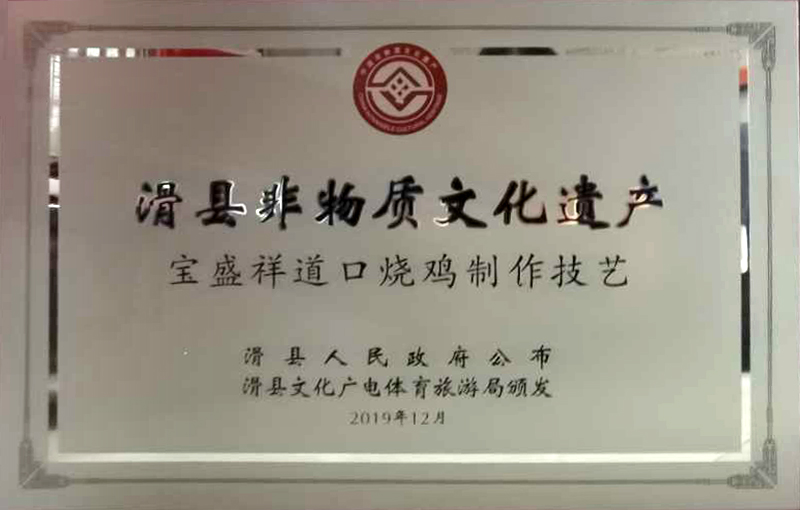 滑县非物质文化遗产
宝盛祥道口烧鸡制作技艺
滑县人民政府公布
滑县文化广电体育旅游局颁发
2019年12月